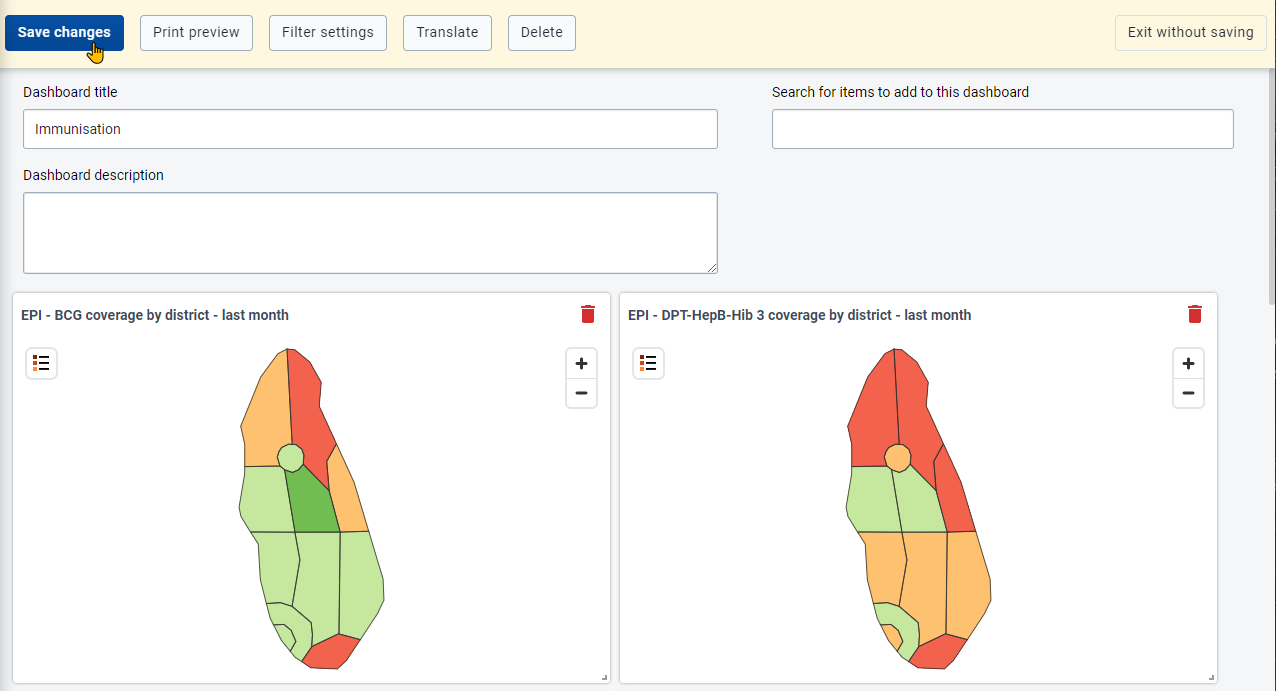 Save changes
Print preview
Filter settings
Translate
Delete
Exit without saving
Dashboard title
Search for items to add to this dashboard
Immunisation
Dashboard description
EPI - BCG coverage by district - last month
EPI - DPT-HepB-Hib 3 coverage by district - last month